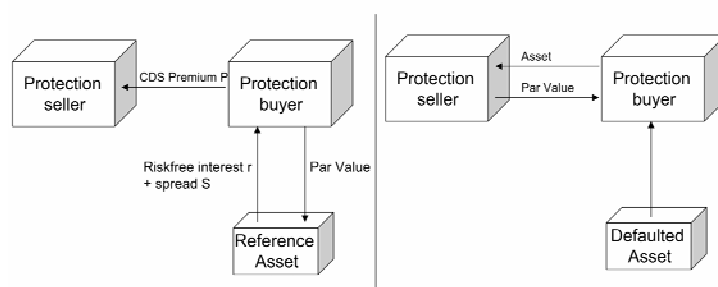 Protection
seller
CDS Premium P
Protection
buyer
Riskfree interest r
+ spread S
Par Value
Reference
Asset
Protection
seller
Asset
Par Value
Protection
buyer
Defaulted
Asset